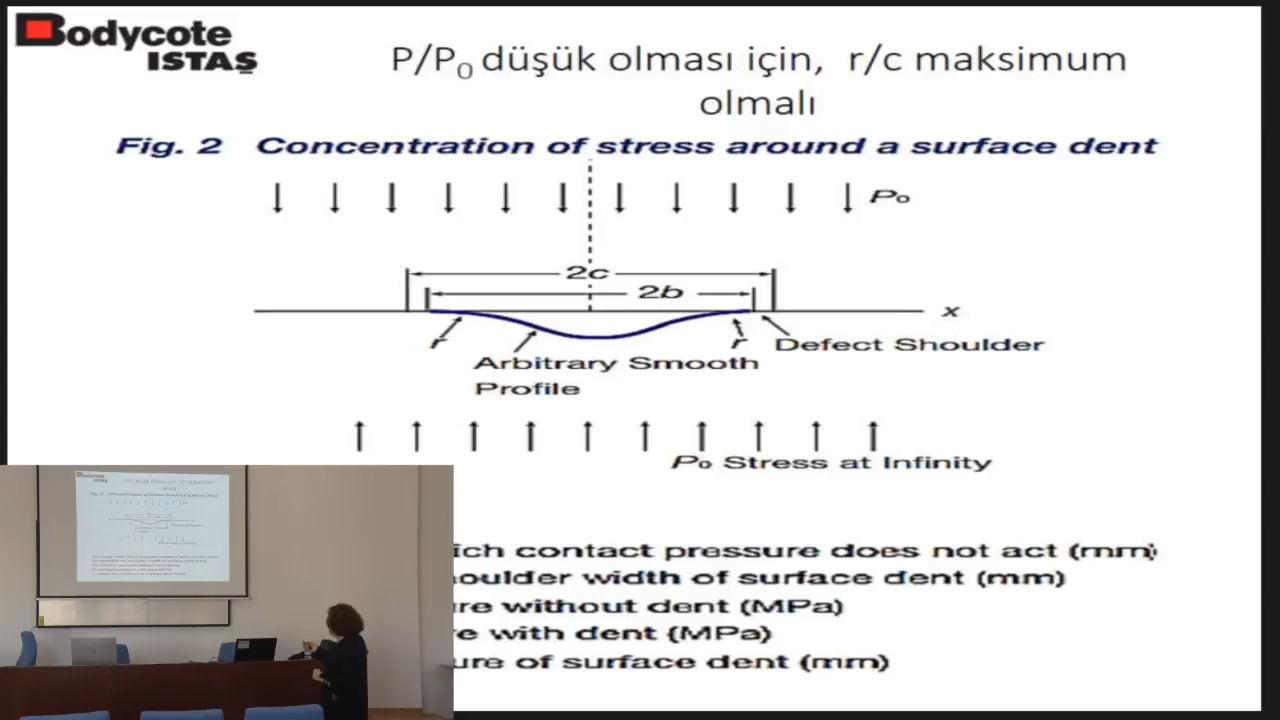 Bodycote
ISTAŞ
P/P₀ düşük olması için, r/c maksimum
olmalı
Fig. 2 Concentration of stress around a surface dent
P₀
2c
2b
x
r
r
Defect Shoulder
Arbitrary Smooth
Profile
P₀ Stress at Infinity
ich contact pressure does not act (mm)
houlder width of surface dent (mm)
re without dent (MPa)
e with dent (MPa)
ure of surface dent (mm)